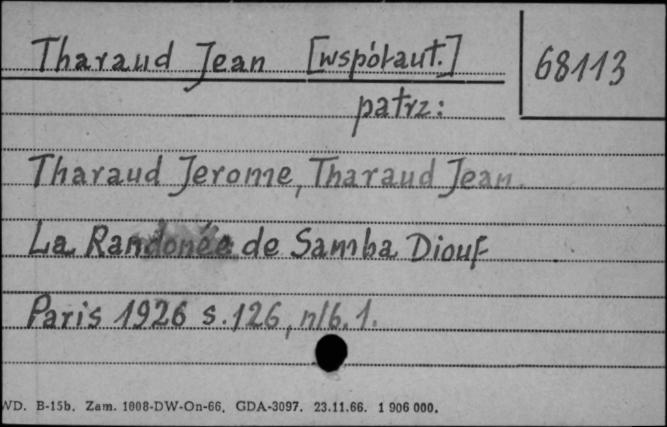 Tharaud Jean [współaut.] 68113
patrz:
Tharaud Jerome, Tharaud Jean.
La Randonée de Samba Diouf
Paris 1926 s. 126, nlb. 1.
WD. B-15b. Zam. 1008-DW-On-66. GDA-3097. 23.11.66. 1 906 000.